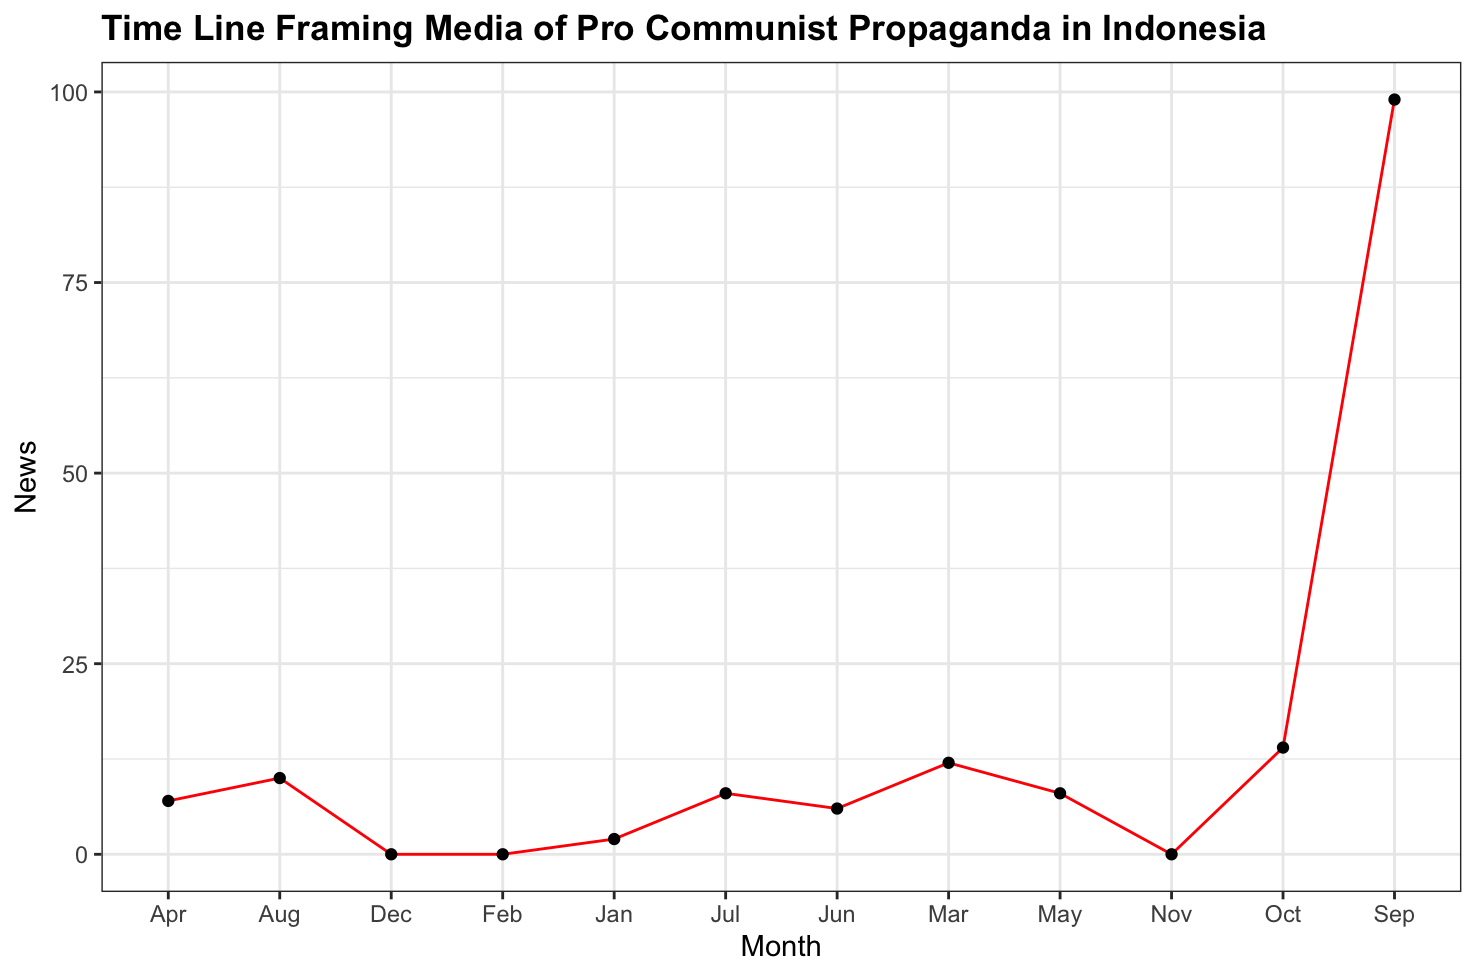 Time Line Framing Media of Pro Communist Propaganda in Indonesia
100
75
50
25
0
News
Apr Aug Dec Feb Jan Jul Jun Mar May Nov Oct Sep
Month